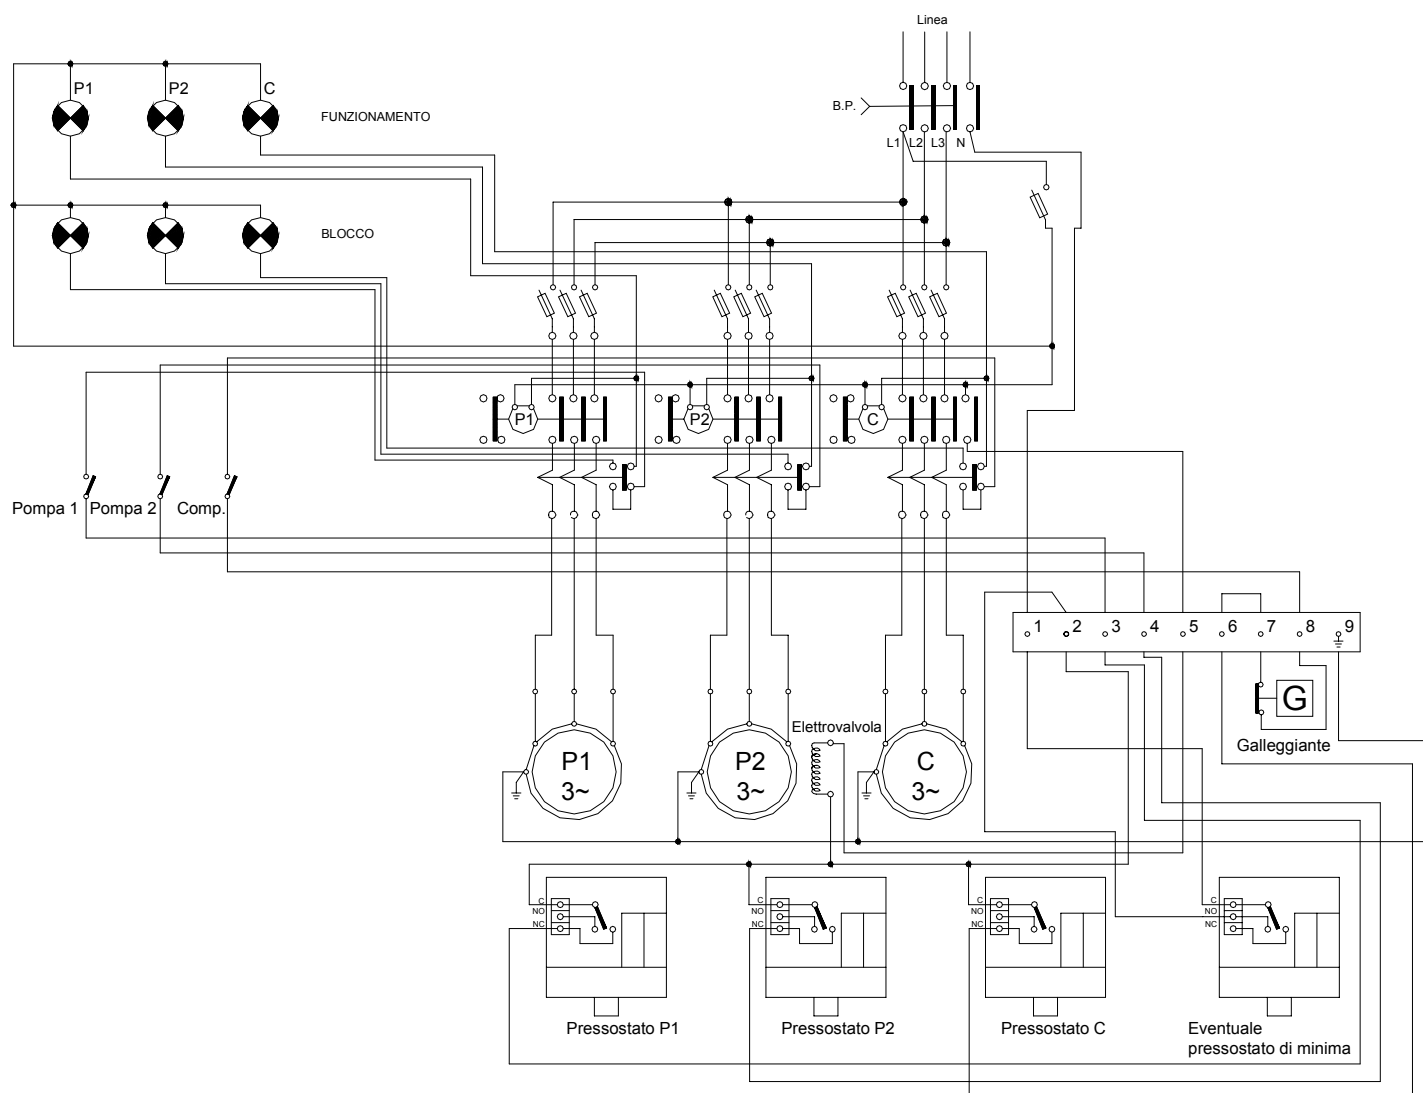 Linea
P1 P2 C
FUNZIONAMENTO
B.P.
L1 L2 L3 N
BLOCCO
P1 P2 C
Pompa 1 Pompa 2 Comp.
1 2 3 4 5 6 7 8 9
G
Galleggiante
Elettrovalvola
P1
3~
P2
3~
C
3~
C
NO
NC
C
NO
NC
C
NO
NC
C
NO
NC
Pressostato P1
Pressostato P2
Pressostato C
Eventuale
pressostato di minima